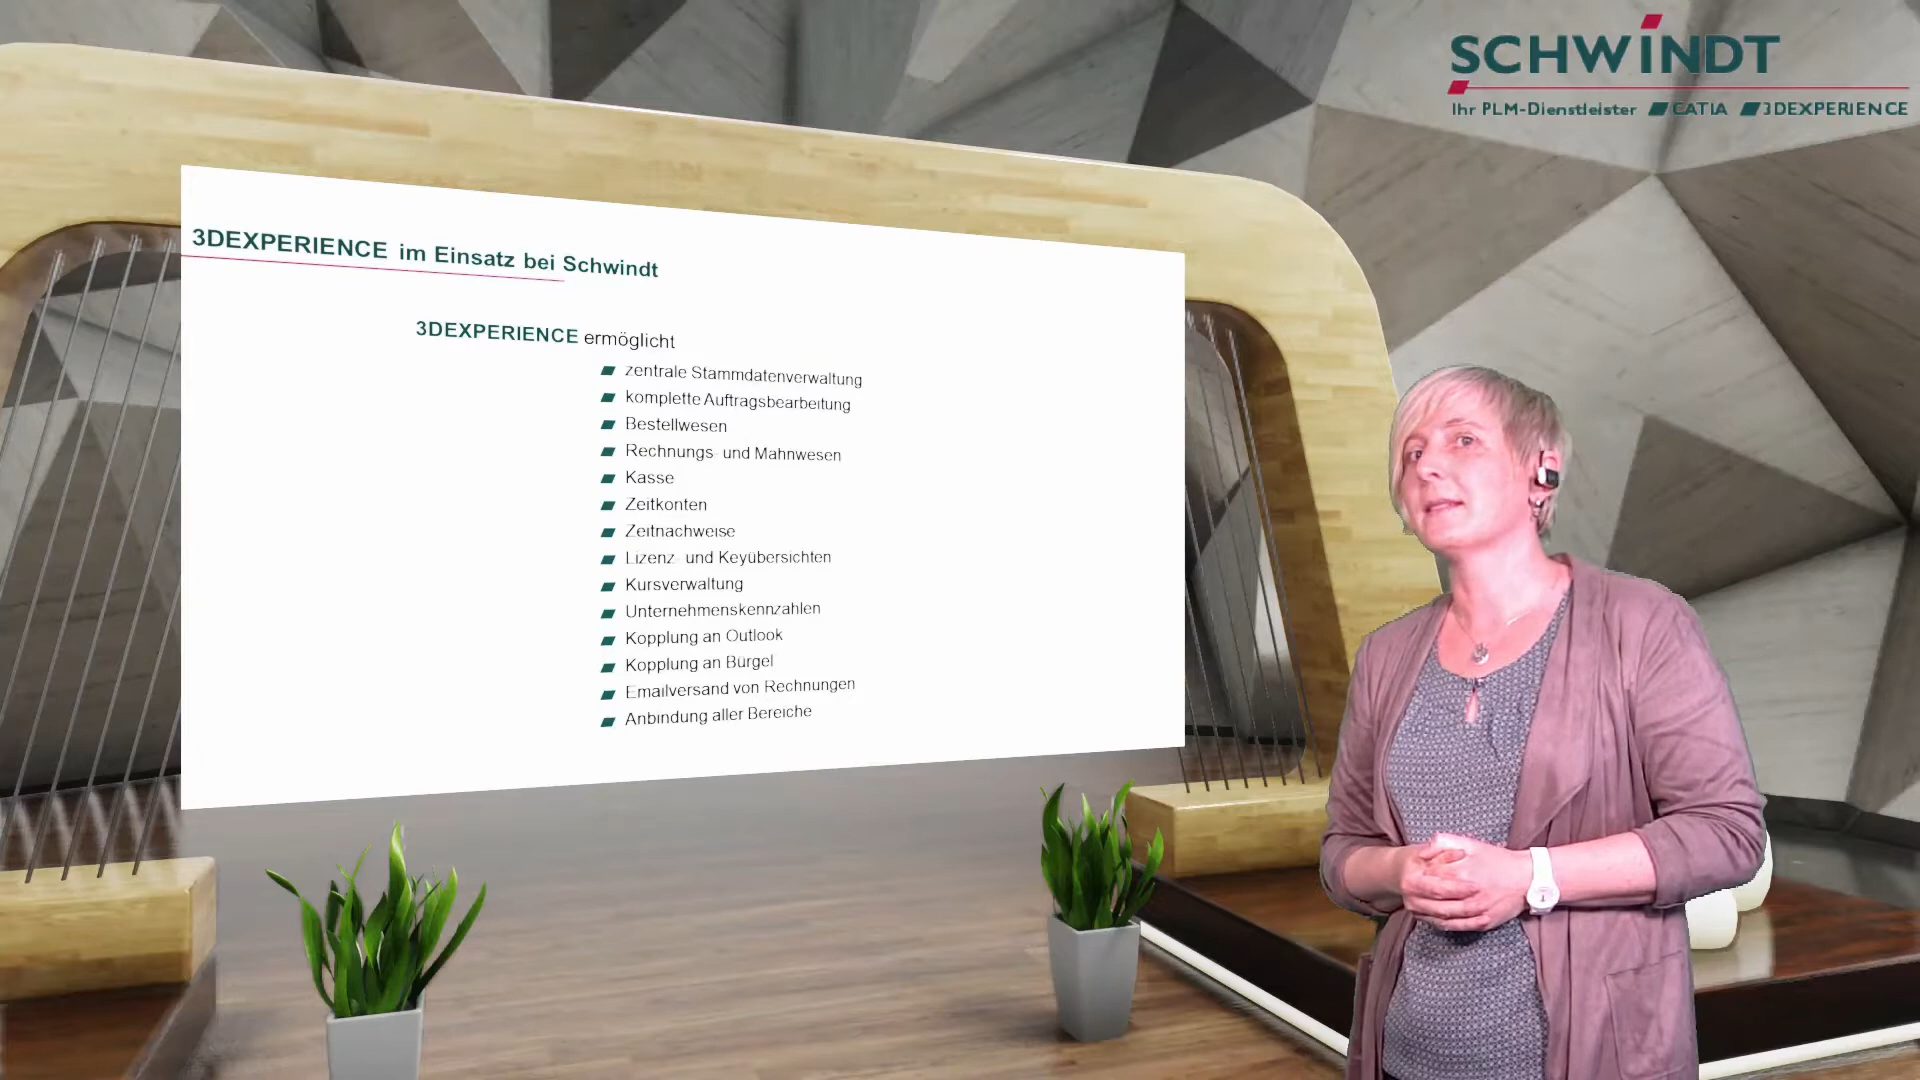 SCHWINDT
Ihr PLM-Dienstleister CATIA 3DEXPERIENCE
3DEXPERIENCE im Einsatz bei Schwindt
3DEXPERIENCE ermöglicht
zentrale Stammdatenverwaltung
komplette Auftragsbearbeitung
Bestellwesen
Rechnungs- und Mahnwesen
Kasse
Zeitkonten
Zeitnachweise
Lizenz- und Keyübersichten
Kursverwaltung
Unternehmenskennzahlen
Kopplung an Outlook
Kopplung an Bürgel
Emailversand von Rechnungen
Anbindung aller Bereiche